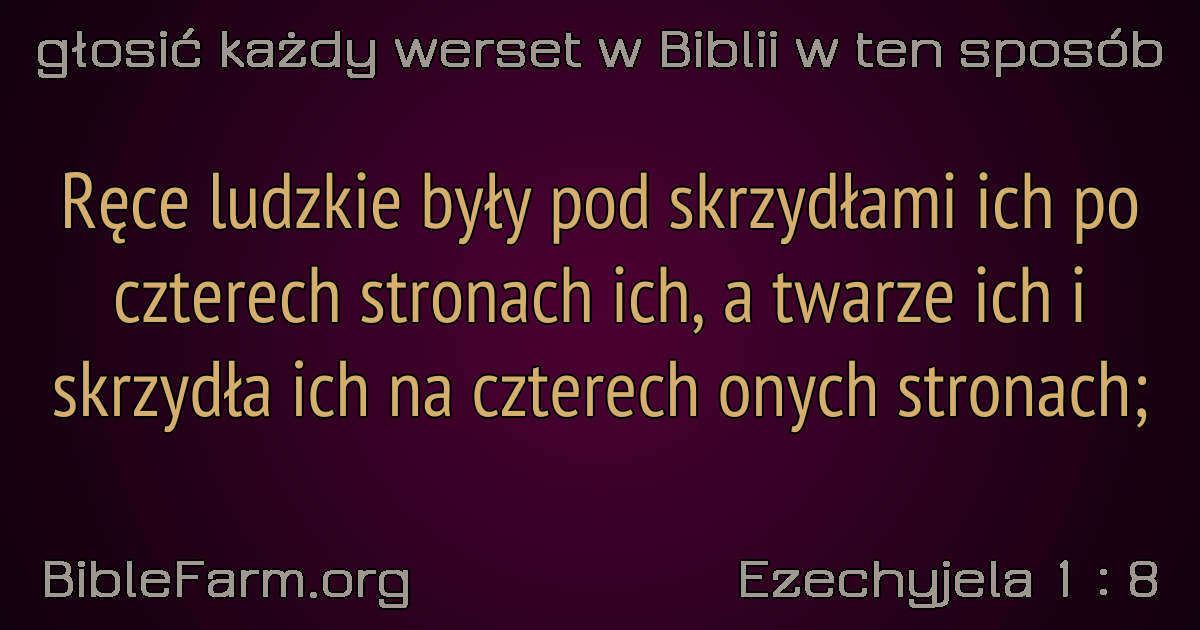 głosić każdy werset w Biblii w ten sposób
Ręce ludzkie były pod skrzydłami ich po
czterech stronach ich, a twarze ich i
skrzydła ich na czterech onych stronach;
BibleFarm.org
Ezechyjela 1 : 8